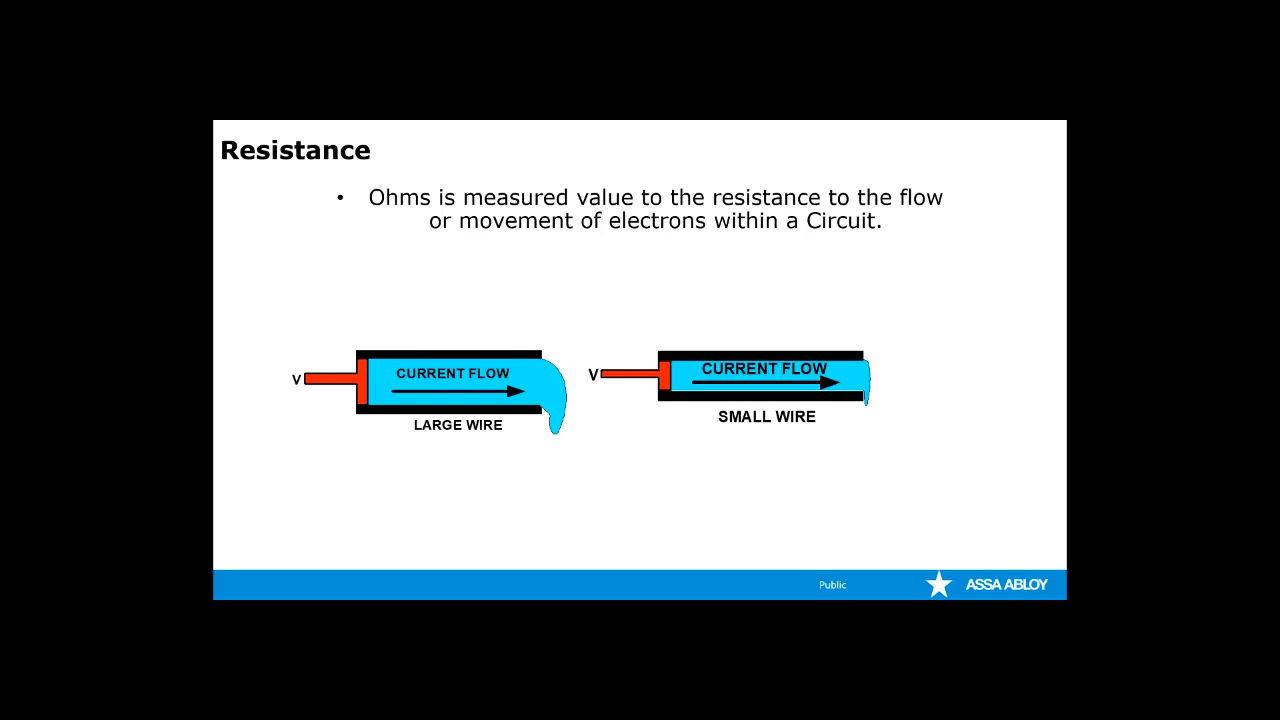 Resistance
• Ohms is measured value to the resistance to the flow
or movement of electrons within a Circuit.
V
CURRENT FLOW
LARGE WIRE
V
CURRENT FLOW
SMALL WIRE
Public
ASSA ABLOY